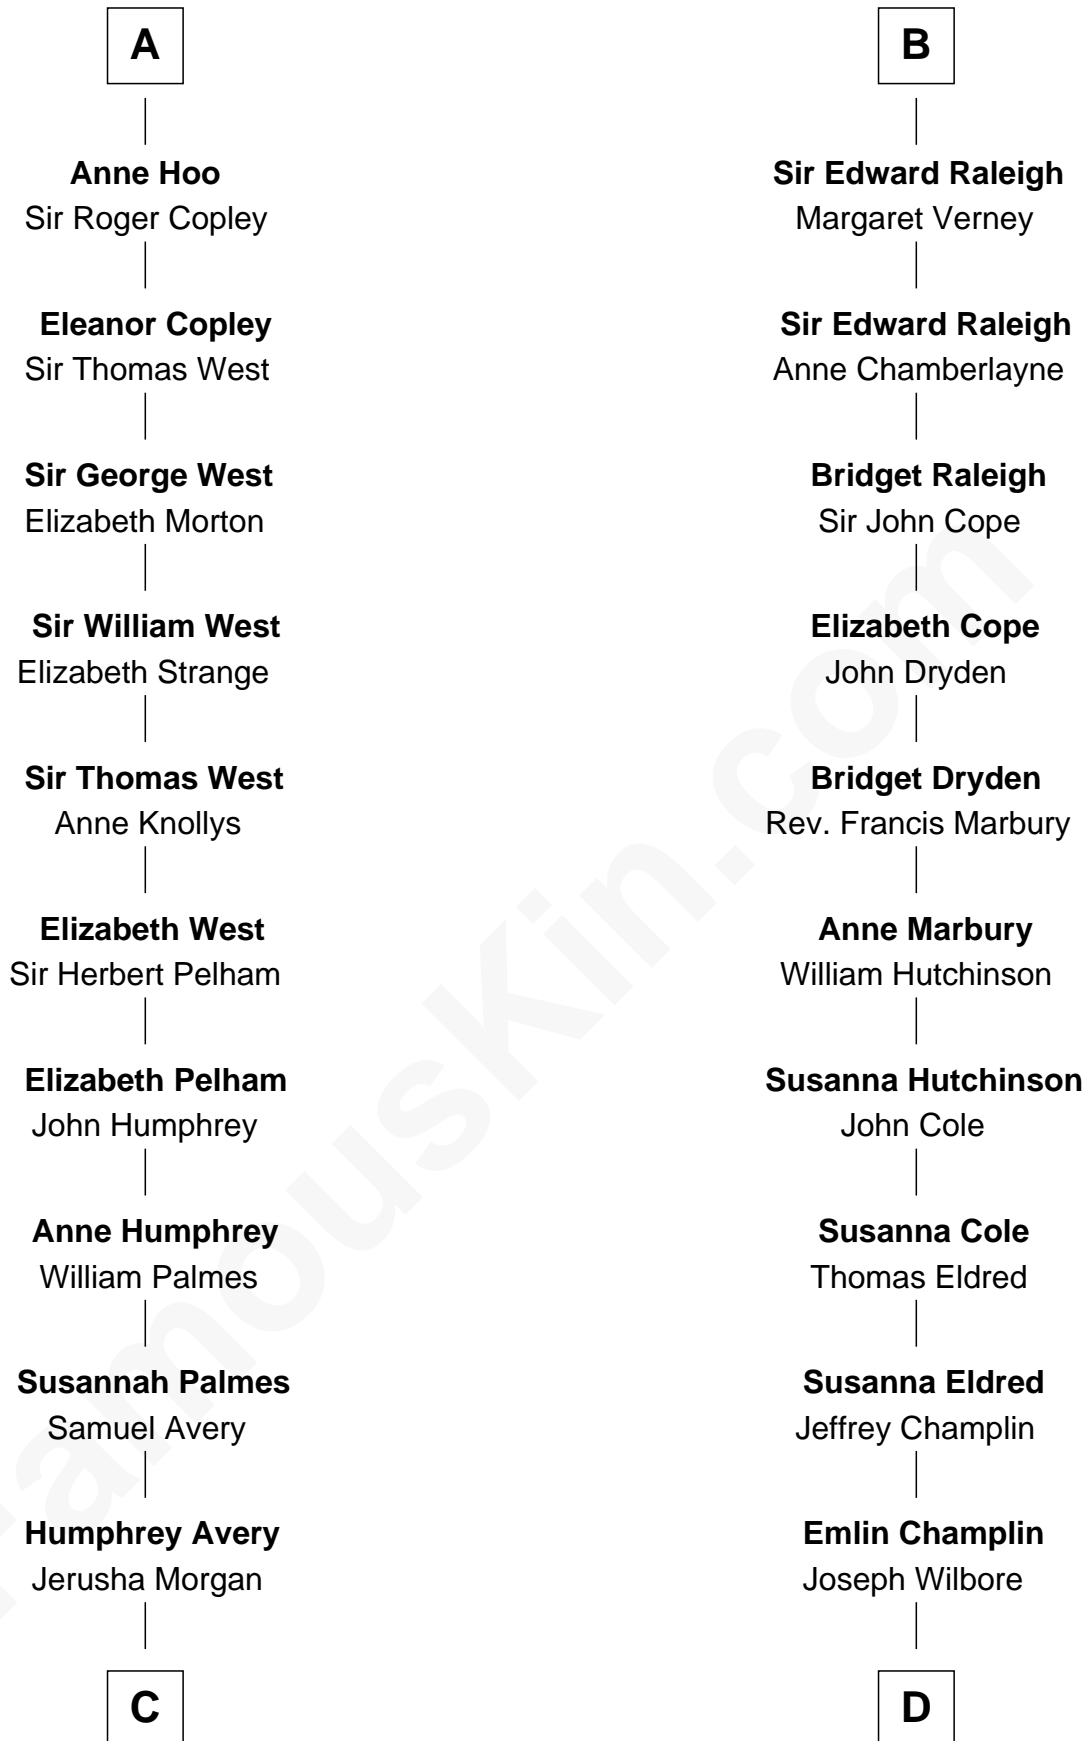 A
Anne Hoo
Sir Roger Copley
Eleanor Copley
Sir Thomas West
Sir George West
Elizabeth Morton
Sir William West
Elizabeth Strange
Sir Thomas West
Anne Knollys
Elizabeth West
Sir Herbert Pelham
Elizabeth Pelham
John Humphrey
Anne Humphrey
William Palmes
Susannah Palmes
Samuel Avery
Humphrey Avery
Jerusha Morgan
C
B
Sir Edward Raleigh
Margaret Verney
Sir Edward Raleigh
Anne Chamberlayne
Bridget Raleigh
Sir John Cope
Elizabeth Cope
John Dryden
Bridget Dryden
Rev. Francis Marbury
Anne Marbury
William Hutchinson
Susanna Hutchinson
John Cole
Susanna Cole
Thomas Eldred
Susanna Eldred
Jeffrey Champlin
Emlin Champlin
Joseph Wilbore
D
FamousKin.com